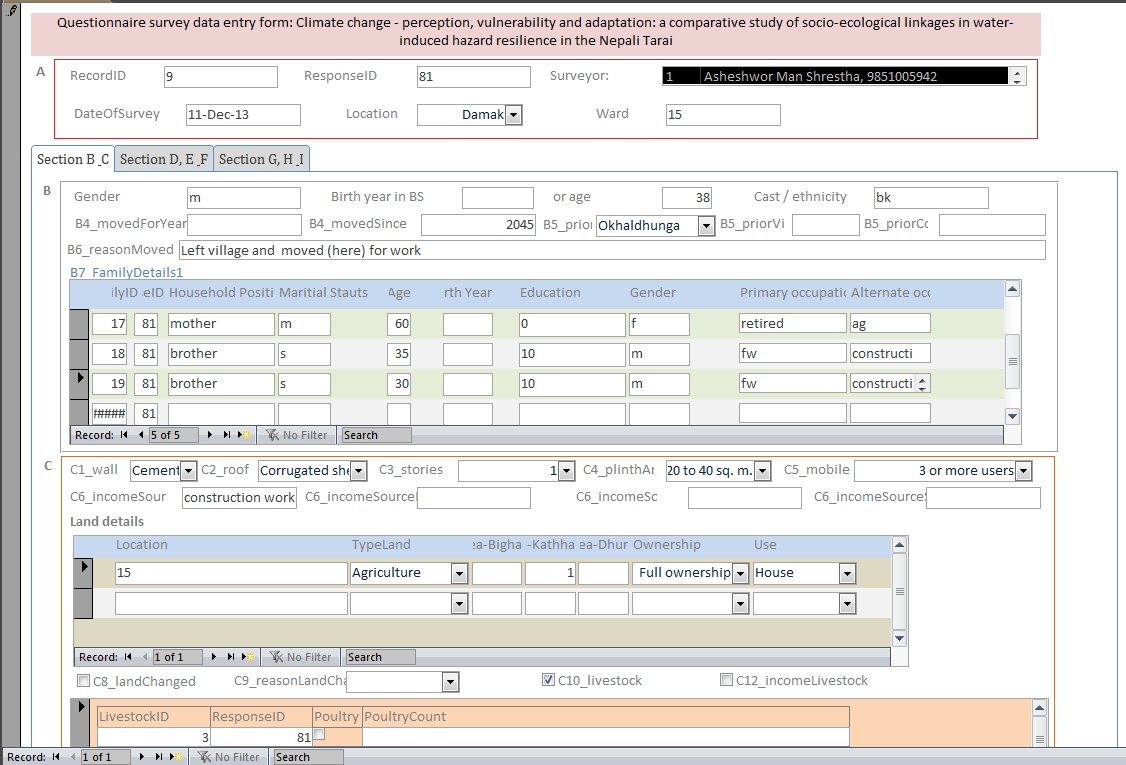 Questionnaire survey data entry form: Climate change - perception, vulnerability and adaptation: a comparative study of socio-ecological linkages in water-
induced hazard resilience in the Nepali Tarai
A RecordID 9 ResponseID 81 Surveyor: 1 Asheshwor Man Shrestha, 9851005942
DateOfSurvey 11-Dec-13 Location Damak Ward 15
Section B_C Section D, E_F Section G, H_I
B Gender m Birth year in BS or age 38 Cast / ethnicity bk
B4_movedForYear B4_movedSince 2045 B5_prior Okhaldhunga B5_priorVi B5_priorCc
B6_reasonMoved Left village and moved (here) for work
B7_FamilyDetails1
ilyID eID Household Positi Maritial Stauts Age rth Year Education Gender Primary occupatic Alternate occ
17 81 mother m 60 0 f retired ag
18 81 brother s 35 10 m fw constructi
19 81 brother s 30 10 m fw constructi
##### 81
Record: 5 of 5 No Filter Search
C C1_wall Cement C2_roof Corrugated she C3_stories 1 C4_plinthAr 20 to 40 sq. m. C5_mobile 3 or more users
C6_incomeSour construction work C6_incomeSourcel C6_incomeSc C6_incomeSource
Land details
Location TypeLand ea-Bigha -Kathha ea-Dhur Ownership Use
15 Agriculture 1 Full ownership House
Record: 1 of 1 No Filter Search
C8_landChanged C9_reasonLandCha C10_livestock C12_incomeLivestock
LivestockID ResponseID Poultry PoultryCount
3 81
Record: 1 of 1 No Filter Search